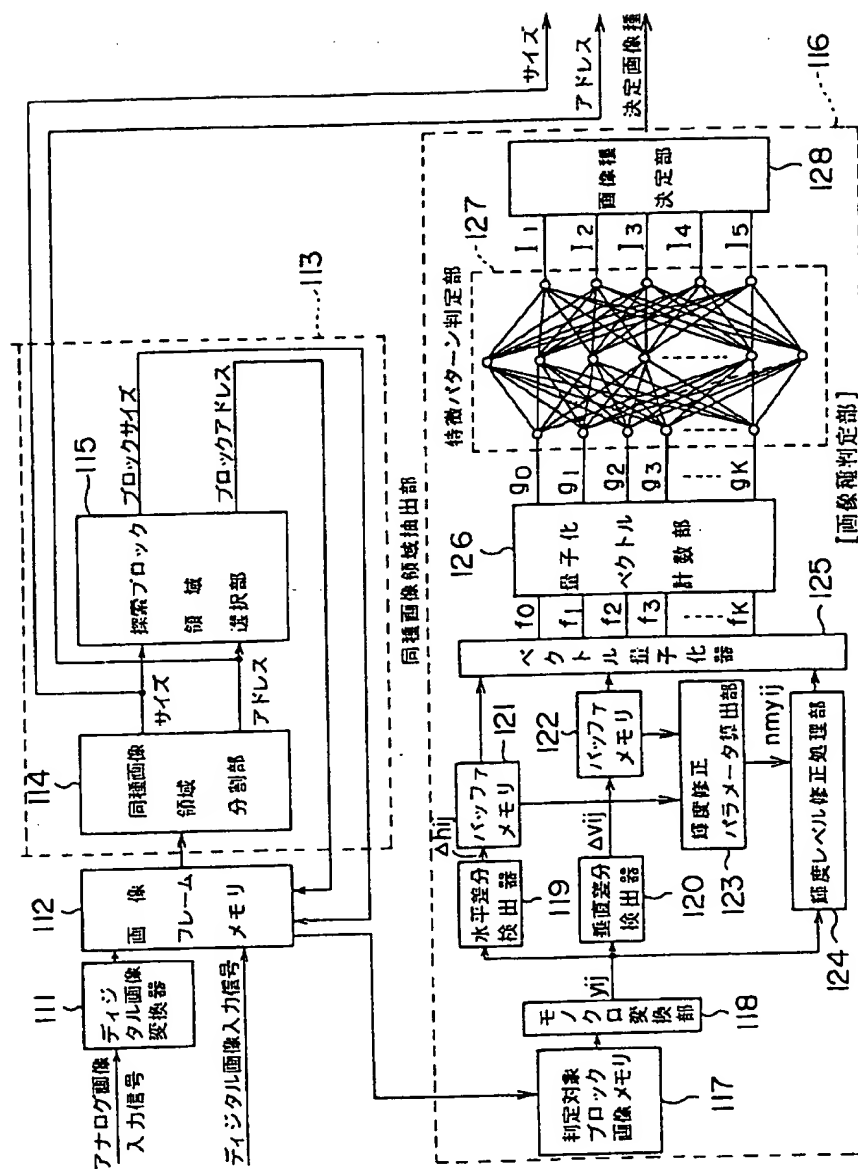 アナログ画像
入力信号
ディジタル画像入力信号
111
ディジ
タル画像
変換器
112
画像
フレーム
メモリ
114
同種画像
領域
分割部
サイズ
アドレス
115
探索ブロック
領域
選択部
ブロックサイズ
ブロックアドレス
113
同種画像領域抽出部
サイズ
アドレス
決定画像種
116
117
判定対象
ブロック
画像メモリ
118
モノクロ変換部
yij
119
水平差分
検出器
Δhij
120
垂直差分
検出器
Δvij
121
バッファ
メモリ
122
バッファ
メモリ
123
輝度修正
パラメータ算出部
nmyij
124
輝度レベル修正処理部
125
ベクトル量子化器
f0
f1
f2
f3
fK
126
量子化
ベクトル
計数部
g0
g1
g2
g3
gK
127
特徴パターン判定部
I1
I2
I3
I4
I5
128
画像種
決定部
[画像種判定部]